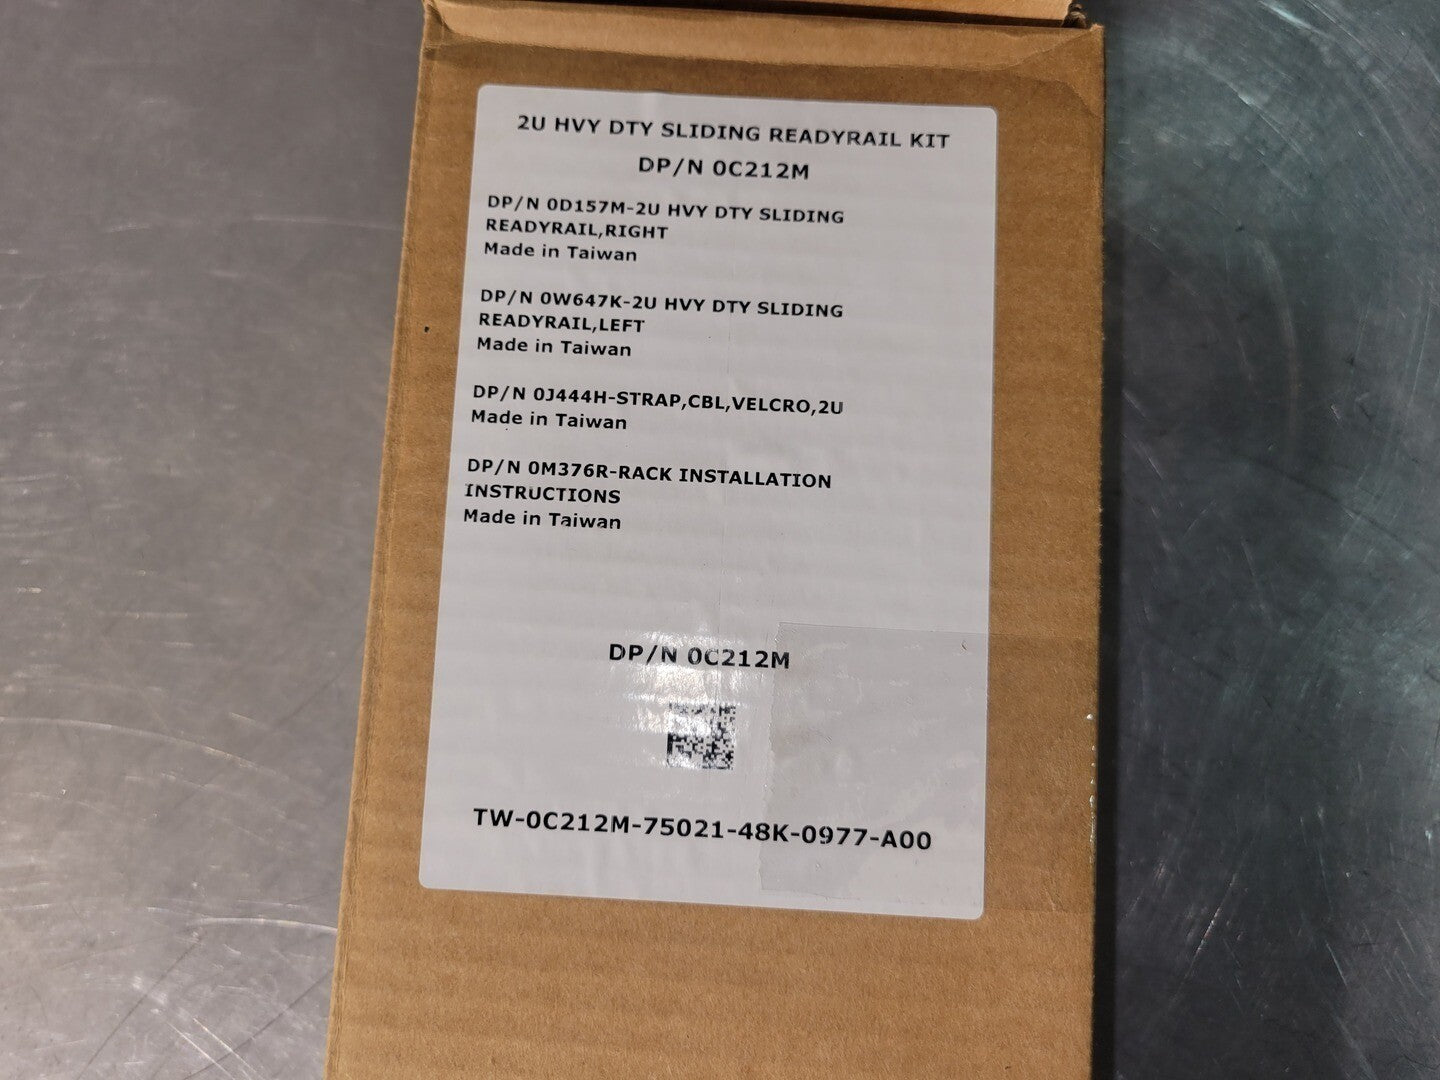 2U HVY DTY SLIDING READYRAIL KIT
DP/N 0C212M
DP/N 0D157M-2U HVY DTY SLIDING
READYRAIL,RIGHT
Made in Taiwan
DP/N 0W647K-2U HVY DTY SLIDING
READYRAIL,LEFT
Made in Taiwan
DP/N 0J444H-STRAP,CBL,VELCRO,2U
Made in Taiwan
DP/N 0M376R-RACK INSTALLATION
INSTRUCTIONS
Made in Taiwan
DP/N 0C212M
TW-0C212M-75021-48K-0977-A00